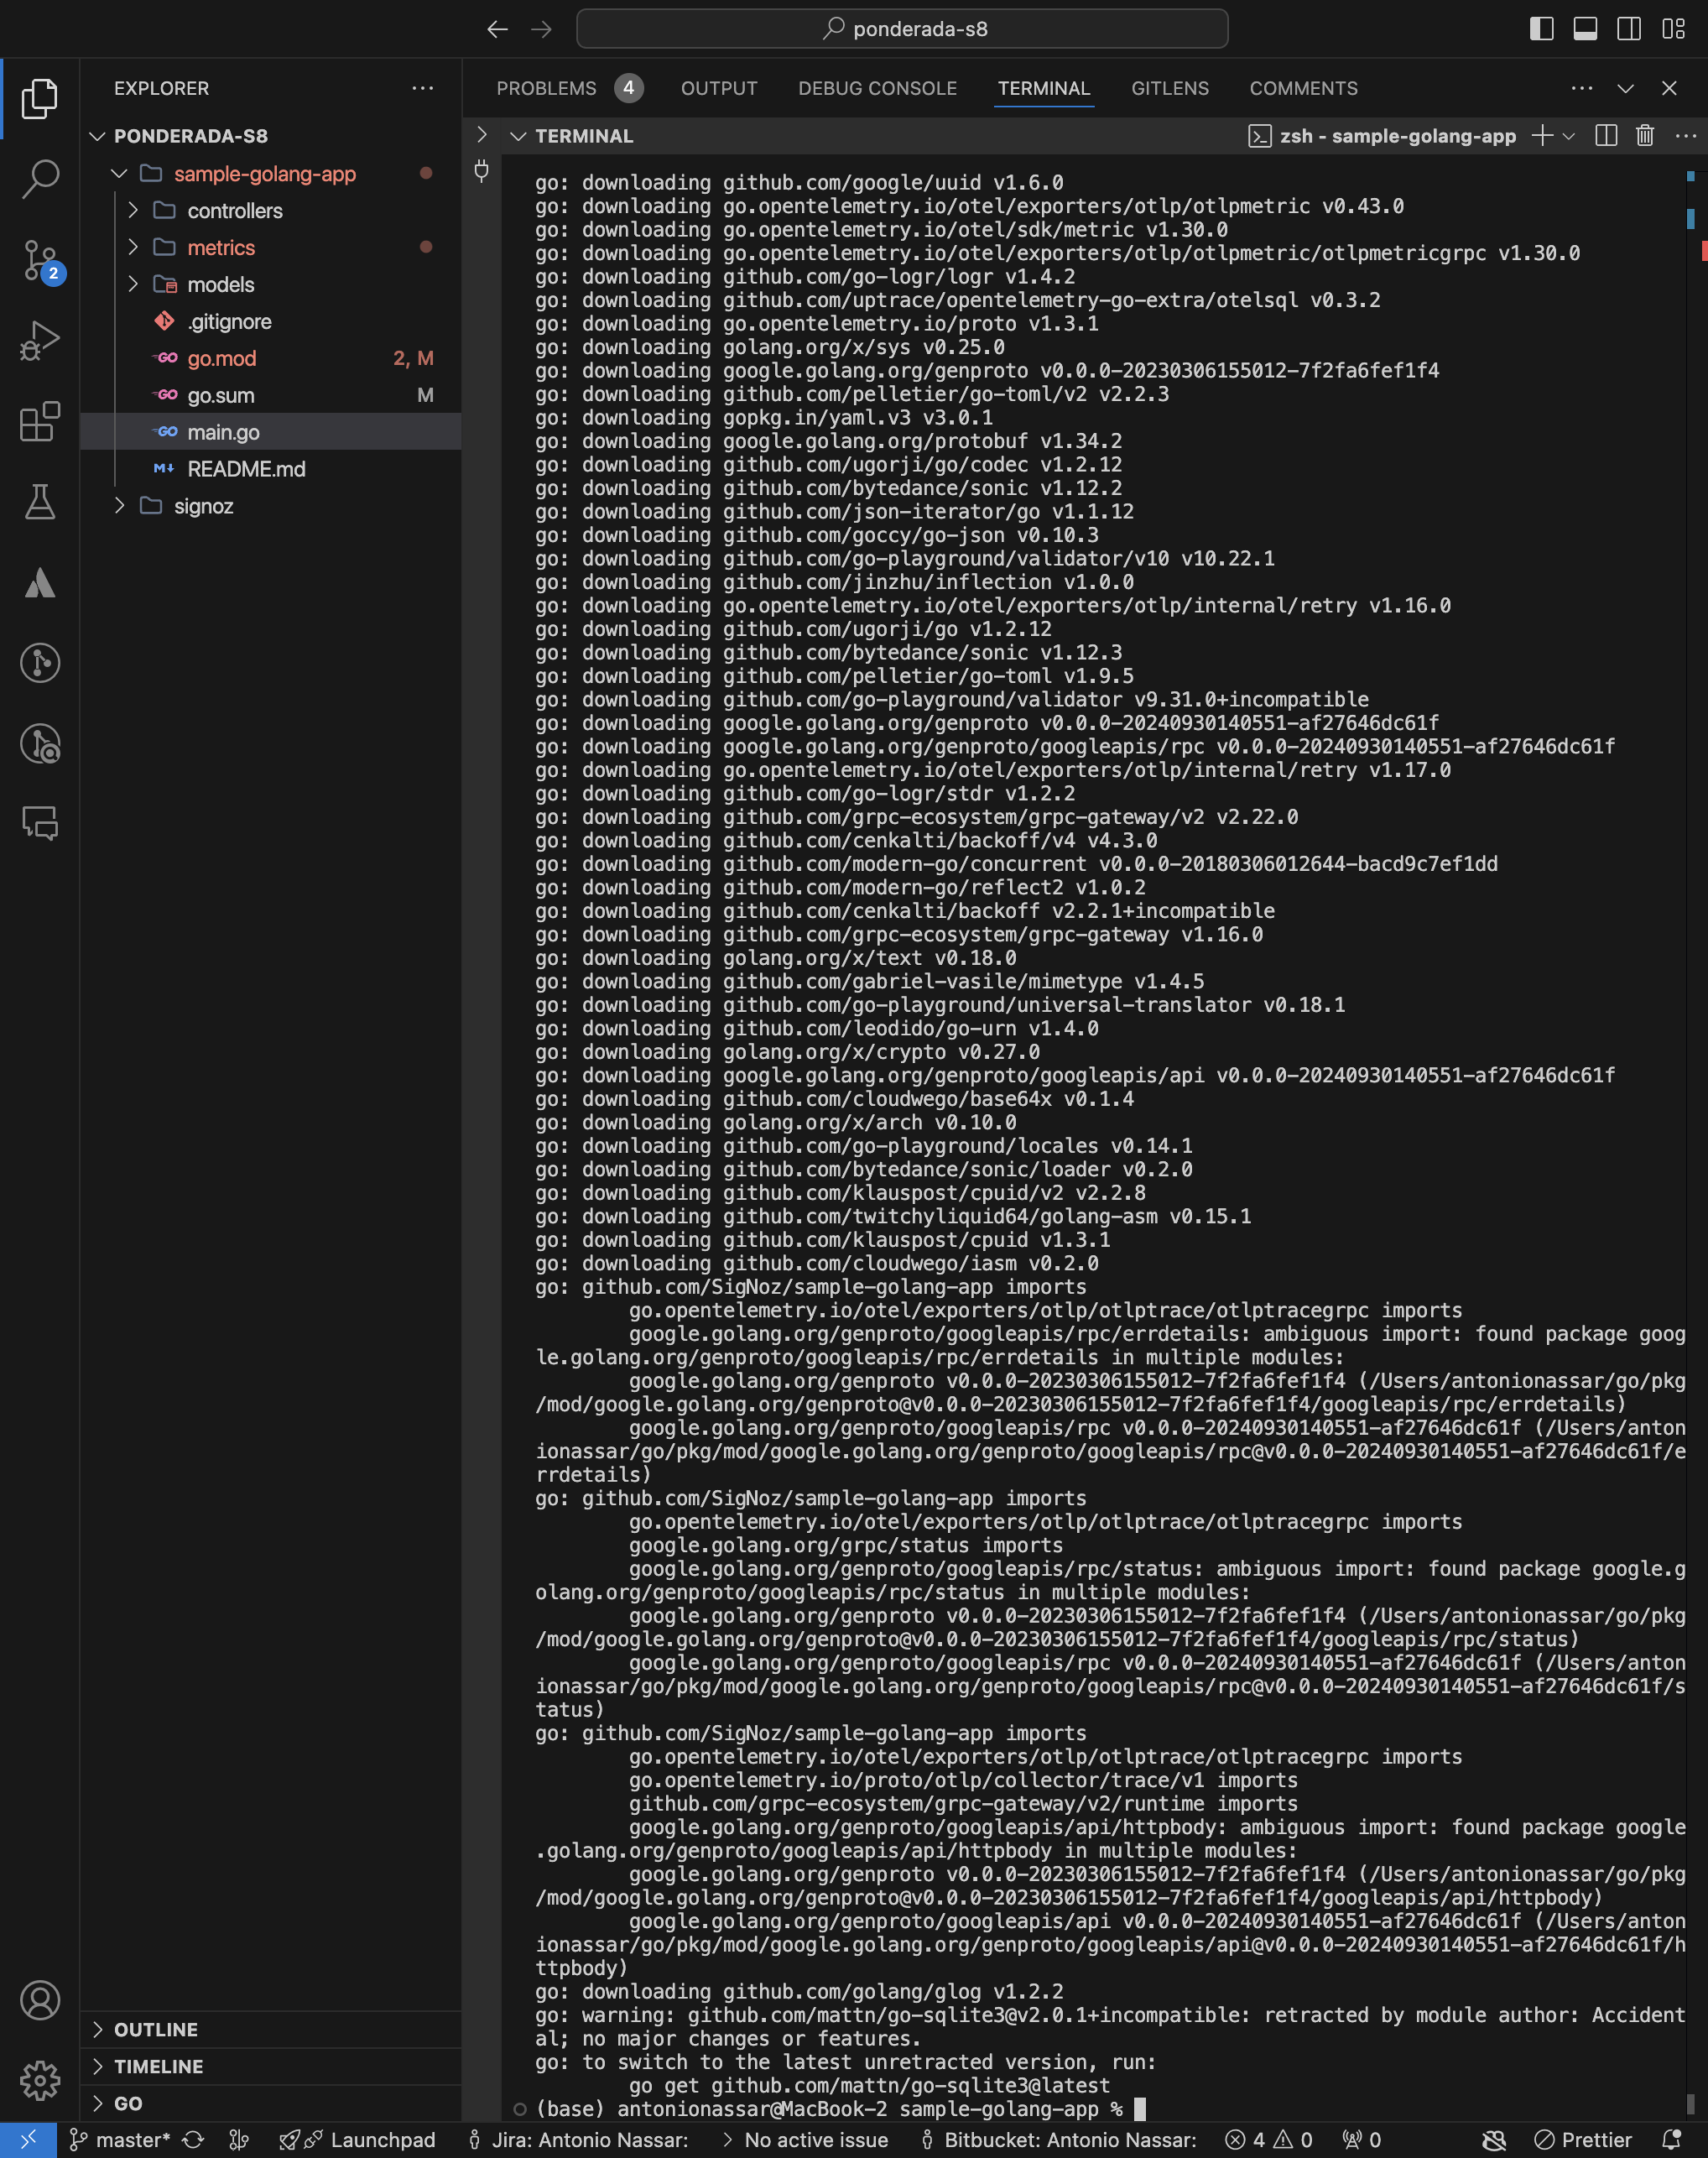 ponderada-s8
EXPLORER
PROBLEMS 4 OUTPUT DEBUG CONSOLE TERMINAL GITLENS COMMENTS
PONDERADA-S8
sample-golang-app
controllers
metrics
models
.gitignore
go.mod 2, M
go.sum M
main.go
README.md
signoz
2
OUTLINE
TIMELINE
GO
TERMINAL
zsh - sample-golang-app
go: downloading github.com/google/uuid v1.6.0
go: downloading go.opentelemetry.io/otel/exporters/otlp/otlpmetric v0.43.0
go: downloading go.opentelemetry.io/otel/sdk/metric v1.30.0
go: downloading go.opentelemetry.io/otel/exporters/otlp/otlpmetric/otlpmetricgrpc v1.30.0
go: downloading github.com/go-logr/logr v1.4.2
go: downloading github.com/uptrace/opentelemetry-go-extra/otelsql v0.3.2
go: downloading go.opentelemetry.io/proto v1.3.1
go: downloading golang.org/x/sys v0.25.0
go: downloading google.golang.org/genproto v0.0.0-20230306155012-7f2fa6fef1f4
go: downloading github.com/pelletier/go-toml/v2 v2.2.3
go: downloading gopkg.in/yaml.v3 v3.0.1
go: downloading google.golang.org/protobuf v1.34.2
go: downloading github.com/ugorji/go/codec v1.2.12
go: downloading github.com/bytedance/sonic v1.12.2
go: downloading github.com/json-iterator/go v1.1.12
go: downloading github.com/goccy/go-json v0.10.3
go: downloading github.com/go-playground/validator/v10 v10.22.1
go: downloading github.com/jinzhu/inflection v1.0.0
go: downloading go.opentelemetry.io/otel/exporters/otlp/internal/retry v1.16.0
go: downloading github.com/ugorji/go v1.2.12
go: downloading github.com/bytedance/sonic v1.12.3
go: downloading github.com/pelletier/go-toml v1.9.5
go: downloading github.com/go-playground/validator v9.31.0+incompatible
go: downloading google.golang.org/genproto v0.0.0-20240930140551-af27646dc61f
go: downloading google.golang.org/genproto/googleapis/rpc v0.0.0-20240930140551-af27646dc61f
go: downloading go.opentelemetry.io/otel/exporters/otlp/internal/retry v1.17.0
go: downloading github.com/go-logr/stdr v1.2.2
go: downloading github.com/grpc-ecosystem/grpc-gateway/v2 v2.22.0
go: downloading github.com/cenkalti/backoff/v4 v4.3.0
go: downloading github.com/modern-go/concurrent v0.0.0-20180306012644-bacd9c7ef1dd
go: downloading github.com/modern-go/reflect2 v1.0.2
go: downloading github.com/cenkalti/backoff v2.2.1+incompatible
go: downloading github.com/grpc-ecosystem/grpc-gateway v1.16.0
go: downloading golang.org/x/text v0.18.0
go: downloading github.com/gabriel-vasile/mimetype v1.4.5
go: downloading github.com/go-playground/universal-translator v0.18.1
go: downloading github.com/leodido/go-urn v1.4.0
go: downloading golang.org/x/crypto v0.27.0
go: downloading google.golang.org/genproto/googleapis/api v0.0.0-20240930140551-af27646dc61f
go: downloading github.com/cloudwego/base64x v0.1.4
go: downloading golang.org/x/arch v0.10.0
go: downloading github.com/go-playground/locales v0.14.1
go: downloading github.com/bytedance/sonic/loader v0.2.0
go: downloading github.com/klauspost/cpuid/v2 v2.2.8
go: downloading github.com/twitchyliquid64/golang-asm v0.15.1
go: downloading github.com/klauspost/cpuid v1.3.1
go: downloading github.com/cloudwego/iasm v0.2.0
go: github.com/SigNoz/sample-golang-app imports
go.opentelemetry.io/otel/exporters/otlp/otlptrace/otlptracegrpc imports
google.golang.org/genproto/googleapis/rpc/errdetails: ambiguous import: found package goog
le.golang.org/genproto/googleapis/rpc/errdetails in multiple modules:
google.golang.org/genproto v0.0.0-20230306155012-7f2fa6fef1f4 (/Users/antonionassar/go/pkg
/mod/google.golang.org/genproto@v0.0.0-20230306155012-7f2fa6fef1f4/googleapis/rpc/errdetails)
google.golang.org/genproto/googleapis/rpc v0.0.0-20240930140551-af27646dc61f (/Users/anton
ionassar/go/pkg/mod/google.golang.org/genproto/googleapis/rpc@v0.0.0-20240930140551-af27646dc61f/e
rrdetails)
go: github.com/SigNoz/sample-golang-app imports
go.opentelemetry.io/otel/exporters/otlp/otlptrace/otlptracegrpc imports
google.golang.org/grpc/status imports
google.golang.org/genproto/googleapis/rpc/status: ambiguous import: found package google.g
olang.org/genproto/googleapis/rpc/status in multiple modules:
google.golang.org/genproto v0.0.0-20230306155012-7f2fa6fef1f4 (/Users/antonionassar/go/pkg
/mod/google.golang.org/genproto@v0.0.0-20230306155012-7f2fa6fef1f4/googleapis/rpc/status)
google.golang.org/genproto/googleapis/rpc v0.0.0-20240930140551-af27646dc61f (/Users/anton
ionassar/go/pkg/mod/google.golang.org/genproto/googleapis/rpc@v0.0.0-20240930140551-af27646dc61f/s
tatus)
go: github.com/SigNoz/sample-golang-app imports
go.opentelemetry.io/otel/exporters/otlp/otlptrace/otlptracegrpc imports
go.opentelemetry.io/proto/otlp/collector/trace/v1 imports
github.com/grpc-ecosystem/grpc-gateway/v2/runtime imports
google.golang.org/genproto/googleapis/api/httpbody: ambiguous import: found package google
.golang.org/genproto/googleapis/api/httpbody in multiple modules:
google.golang.org/genproto v0.0.0-20230306155012-7f2fa6fef1f4 (/Users/antonionassar/go/pkg
/mod/google.golang.org/genproto@v0.0.0-20230306155012-7f2fa6fef1f4/googleapis/api/httpbody)
google.golang.org/genproto/googleapis/api v0.0.0-20240930140551-af27646dc61f (/Users/anton
ionassar/go/pkg/mod/google.golang.org/genproto/googleapis/api@v0.0.0-20240930140551-af27646dc61f/h
ttpbody)
go: downloading github.com/golang/glog v1.2.2
go: warning: github.com/mattn/go-sqlite3@v2.0.1+incompatible: retracted by module author: Accident
al; no major changes or features.
go: to switch to the latest unretracted version, run:
go get github.com/mattn/go-sqlite3@latest
(base) antonionassar@MacBook-2 sample-golang-app %
master* Launchpad Jira: Antonio Nassar: No active issue Bitbucket: Antonio Nassar: 4 0 0 Prettier